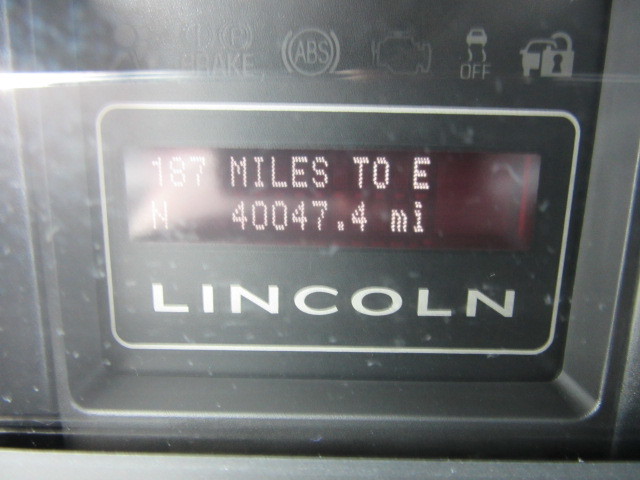 BRAKE
ABS
OFF
187 MILES TO E
N 40047.4 mi
LINCOLN